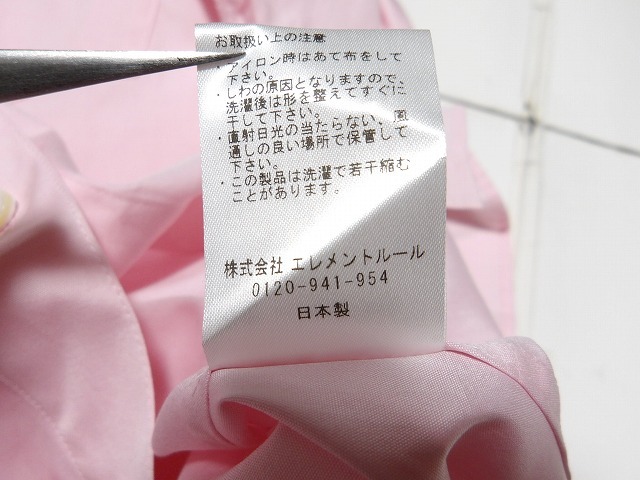 お取扱い上の注意
・アイロン時はあて布をして
下さい。
・しわの原因となりますので、
洗濯後は形を整えてすぐに
干して下さい。
・直射日光の当たらない、風
通しの良い場所で保管して
下さい。
・この製品は洗濯で若干縮む
ことがあります。
株式会社 エレメントルール
0120-941-954
日本製